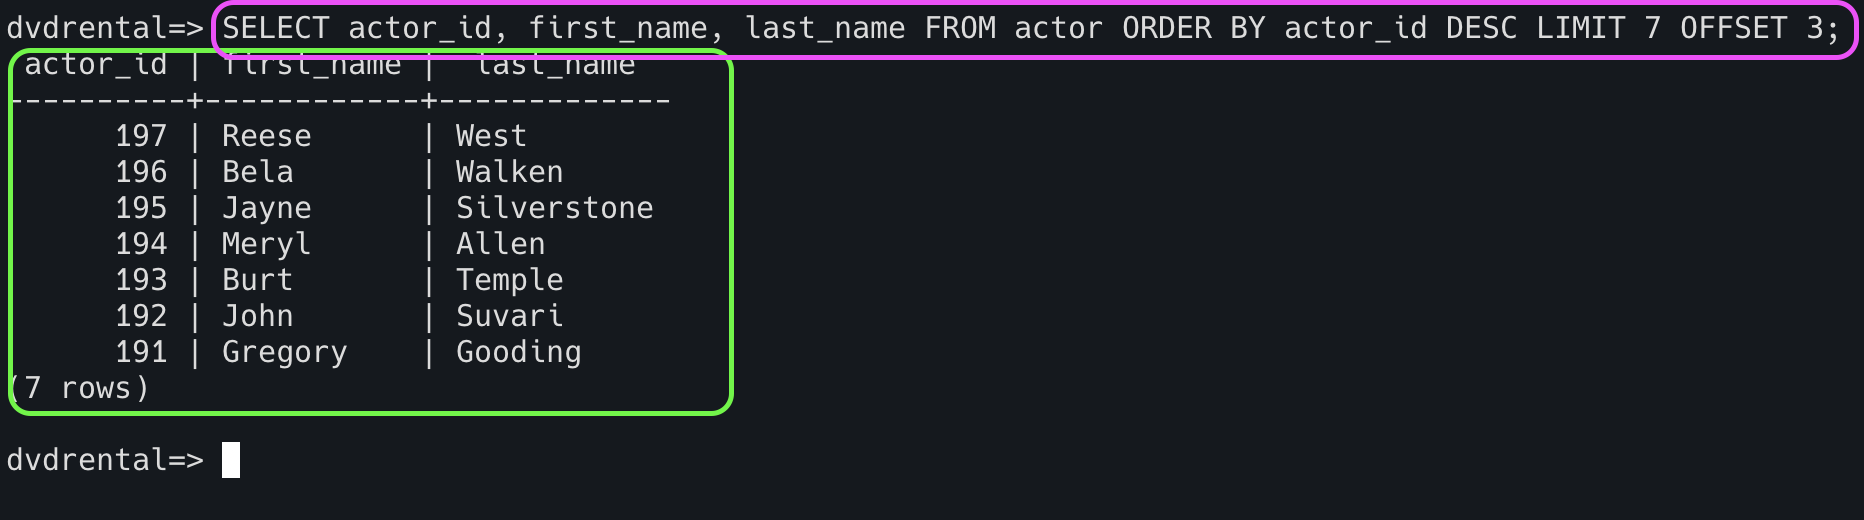 dvdrental=> SELECT actor_id, first_name, last_name FROM actor ORDER BY actor_id DESC LIMIT 7 OFFSET 3;
 actor_id | first_name |  last_name
----------+------------+-------------
      197 | Reese      | West
      196 | Bela       | Walken
      195 | Jayne      | Silverstone
      194 | Meryl      | Allen
      193 | Burt       | Temple
      192 | John       | Suvari
      191 | Gregory    | Gooding
(7 rows)
dvdrental=>